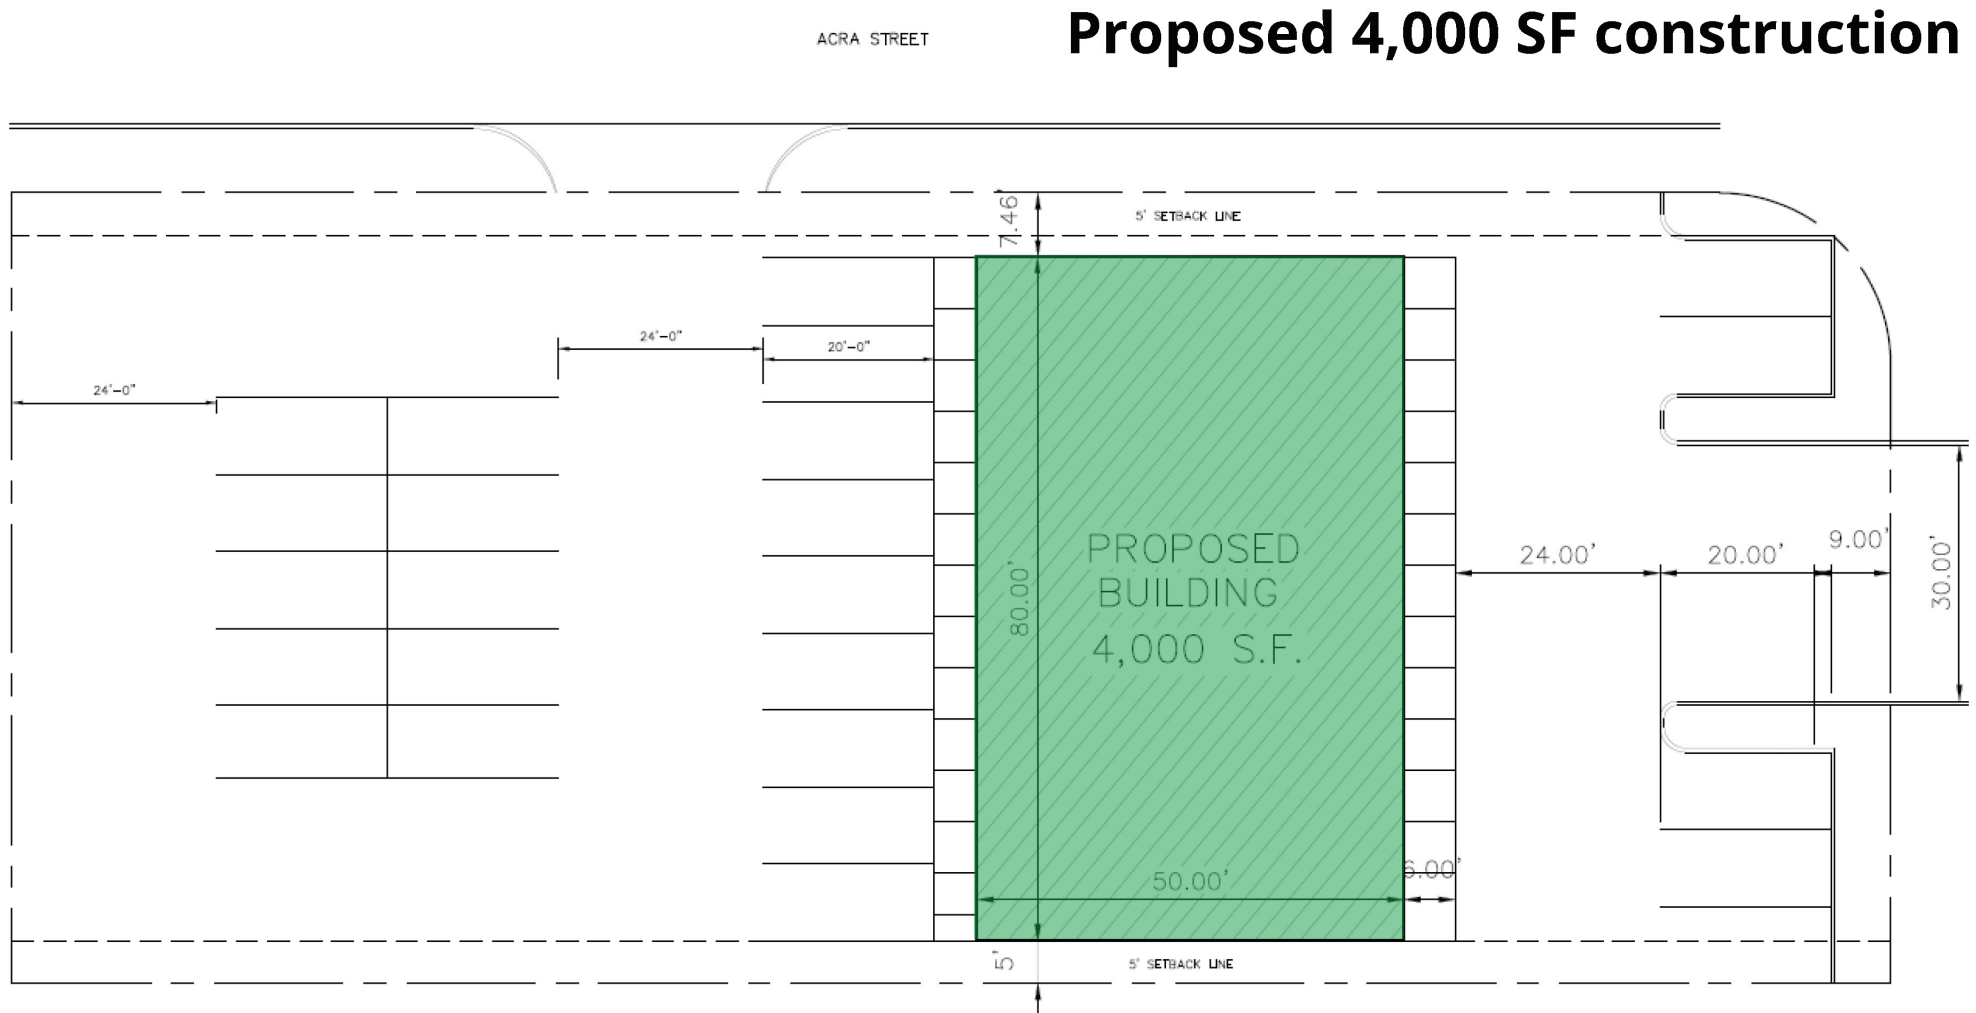 ACRA STREET
Proposed 4,000 SF construction
7.46'
5' SETBACK LINE
24'-0"
20'-0"
24'-0"
PROPOSED
BUILDING
4,000 S.F.
80.00'
24.00'
20.00'
9.00'
30.00'
50.00'
6.00'
5'
5' SETBACK LINE